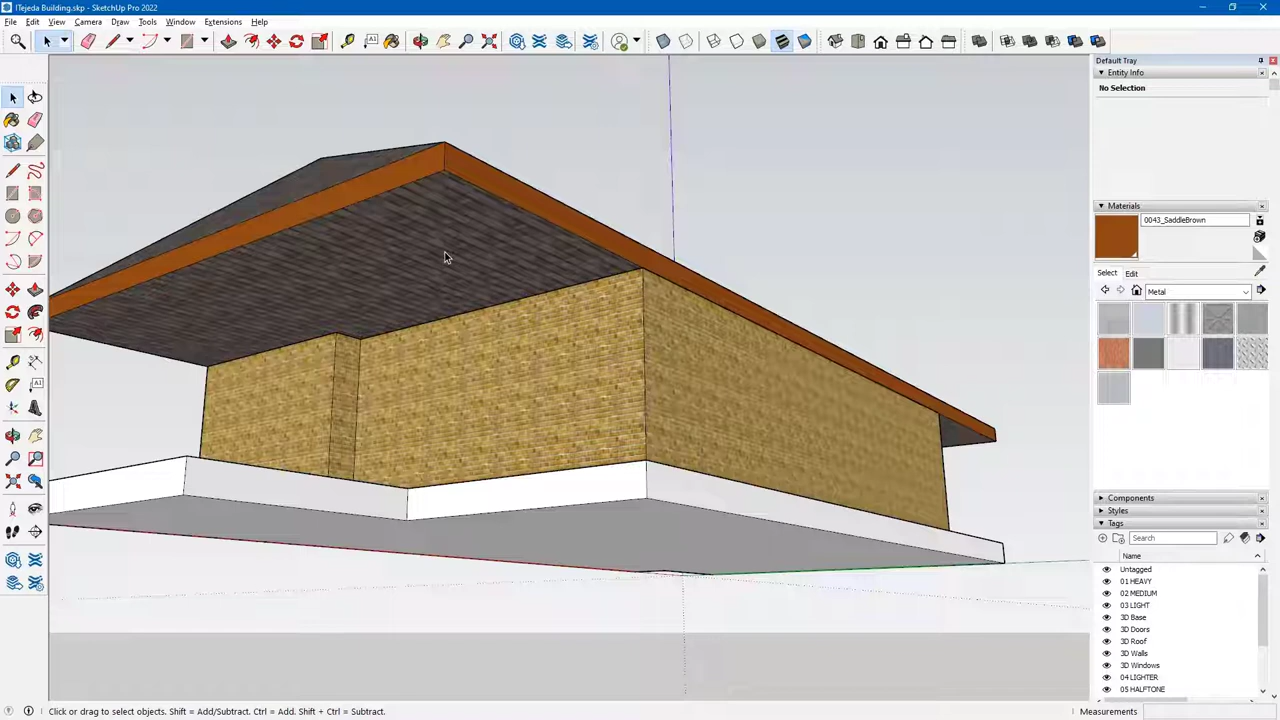 ITejeda Building.skp - SketchUp Pro 2022
File Edit View Camera Draw Tools Window Extensions Help
Default Tray
Entity Info
No Selection
Materials
0043_SaddleBrown
Select Edit
Metal
Components
Styles
Tags
Search
Name
Untagged
01 HEAVY
02 MEDIUM
03 LIGHT
3D Base
3D Doors
3D Roof
3D Walls
3D Windows
04 LIGHTER
05 HALFTONE
Click or drag to select objects. Shift = Add/Subtract. Ctrl = Add. Shift + Ctrl = Subtract.
Measurements